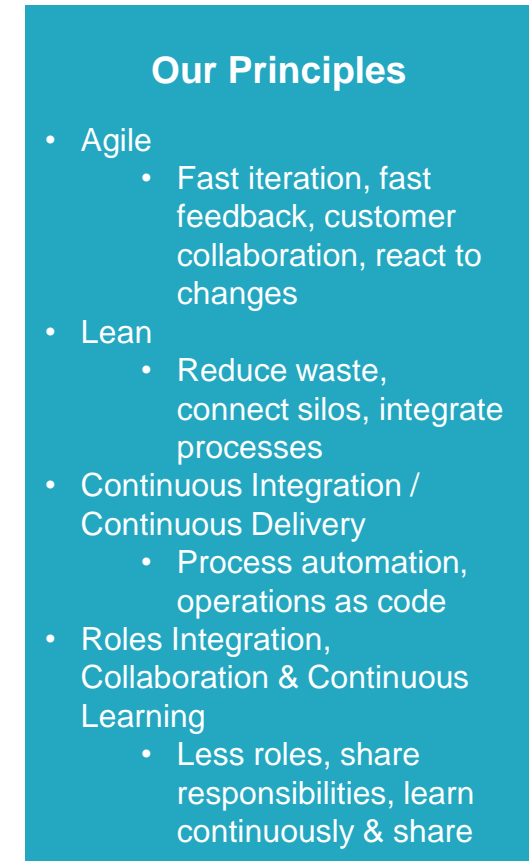 Our Principles
• Agile
• Fast iteration, fast
feedback, customer
collaboration, react to
changes
• Lean
• Reduce waste,
connect silos, integrate
processes
• Continuous Integration /
Continuous Delivery
• Process automation,
operations as code
• Roles Integration,
Collaboration & Continuous
Learning
• Less roles, share
responsibilities, learn
continuously & share